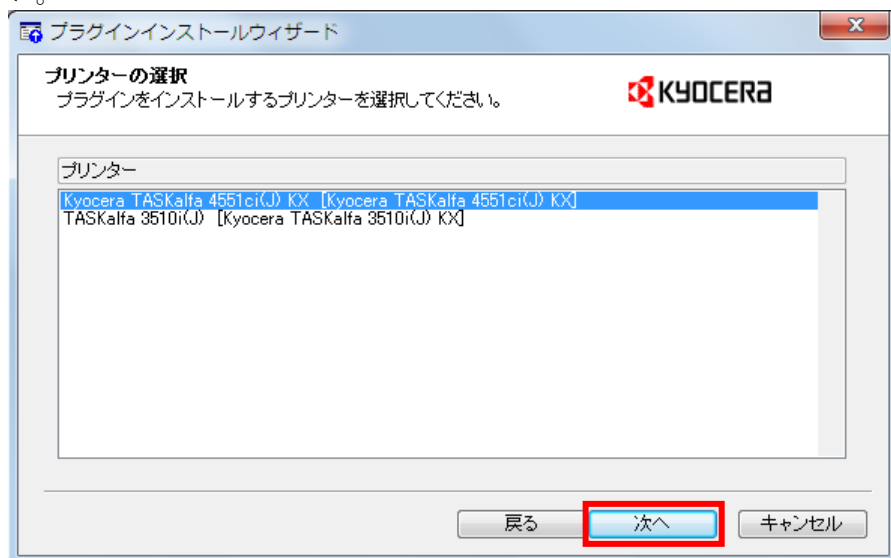 。
プラグインインストールウィザード
プリンターの選択
プラグインをインストールするプリンターを選択してください。
KYOCERA
プリンター
Kyocera TASKalfa 4551ci(J) KX [Kyocera TASKalfa 4551ci(J) KX]
TASKalfa 3510i(J) [Kyocera TASKalfa 3510i(J) KX]
戻る 次へ キャンセル